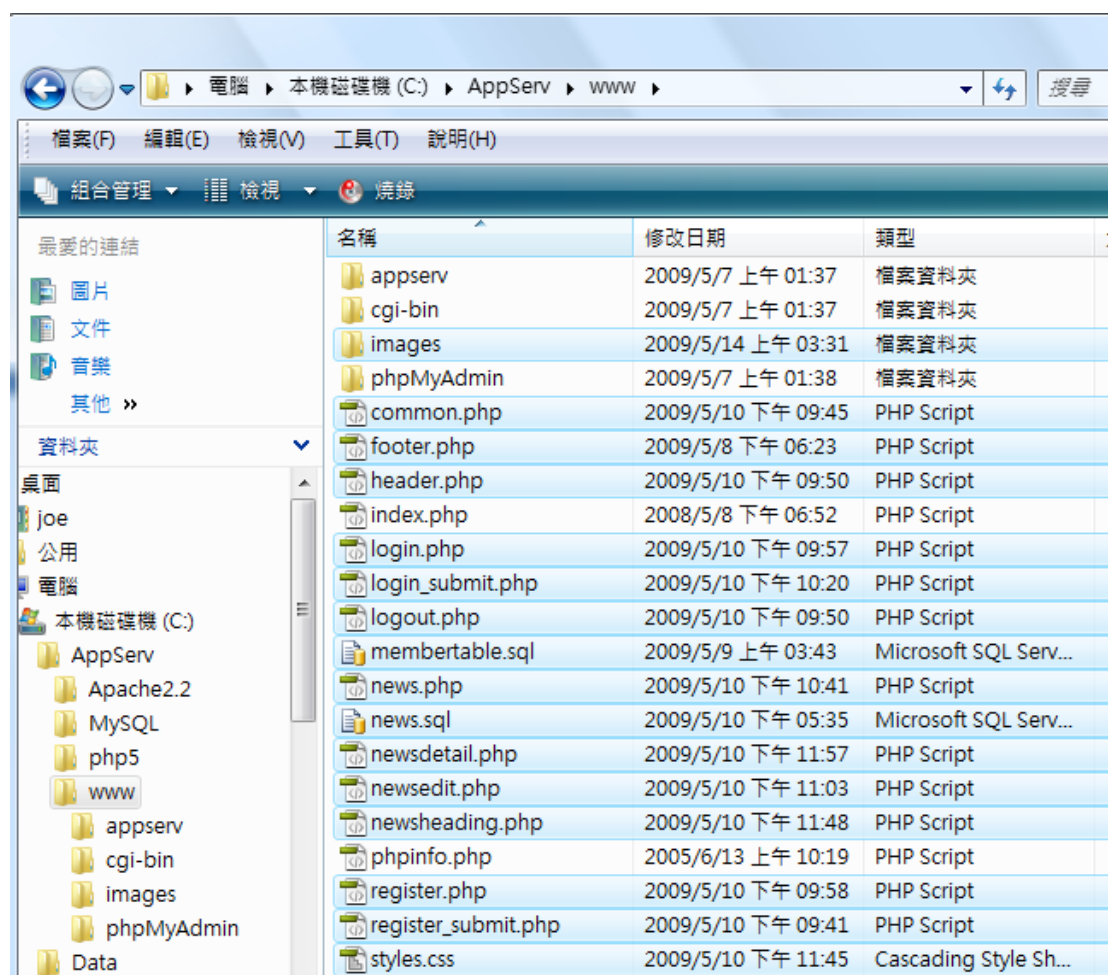 電腦 本機磁碟機 (C:) AppServ www 搜尋
檔案(F) 編輯(E) 檢視(V) 工具(T) 說明(H)
組合管理 檢視 燒錄
最愛的連結
圖片
文件
音樂
其他 »
資料夾
桌面
joe
公用
電腦
本機磁碟機 (C:)
AppServ
Apache2.2
MySQL
php5
www
appserv
cgi-bin
images
phpMyAdmin
Data
名稱 修改日期 類型
appserv 2009/5/7 上午 01:37 檔案資料夾
cgi-bin 2009/5/7 上午 01:37 檔案資料夾
images 2009/5/14 上午 03:31 檔案資料夾
phpMyAdmin 2009/5/7 上午 01:38 檔案資料夾
common.php 2009/5/10 下午 09:45 PHP Script
footer.php 2009/5/8 下午 06:23 PHP Script
header.php 2009/5/10 下午 09:50 PHP Script
index.php 2008/5/8 下午 06:52 PHP Script
login.php 2009/5/10 下午 09:57 PHP Script
login_submit.php 2009/5/10 下午 10:20 PHP Script
logout.php 2009/5/10 下午 09:50 PHP Script
membertable.sql 2009/5/9 上午 03:43 Microsoft SQL Serv...
news.php 2009/5/10 下午 10:41 PHP Script
news.sql 2009/5/10 下午 05:35 Microsoft SQL Serv...
newsdetail.php 2009/5/10 下午 11:57 PHP Script
newsedit.php 2009/5/10 下午 11:03 PHP Script
newsheading.php 2009/5/10 下午 11:48 PHP Script
phpinfo.php 2005/6/13 上午 10:19 PHP Script
register.php 2009/5/10 下午 09:58 PHP Script
register_submit.php 2009/5/10 下午 09:41 PHP Script
styles.css 2009/5/10 下午 11:45 Cascading Style Sh...